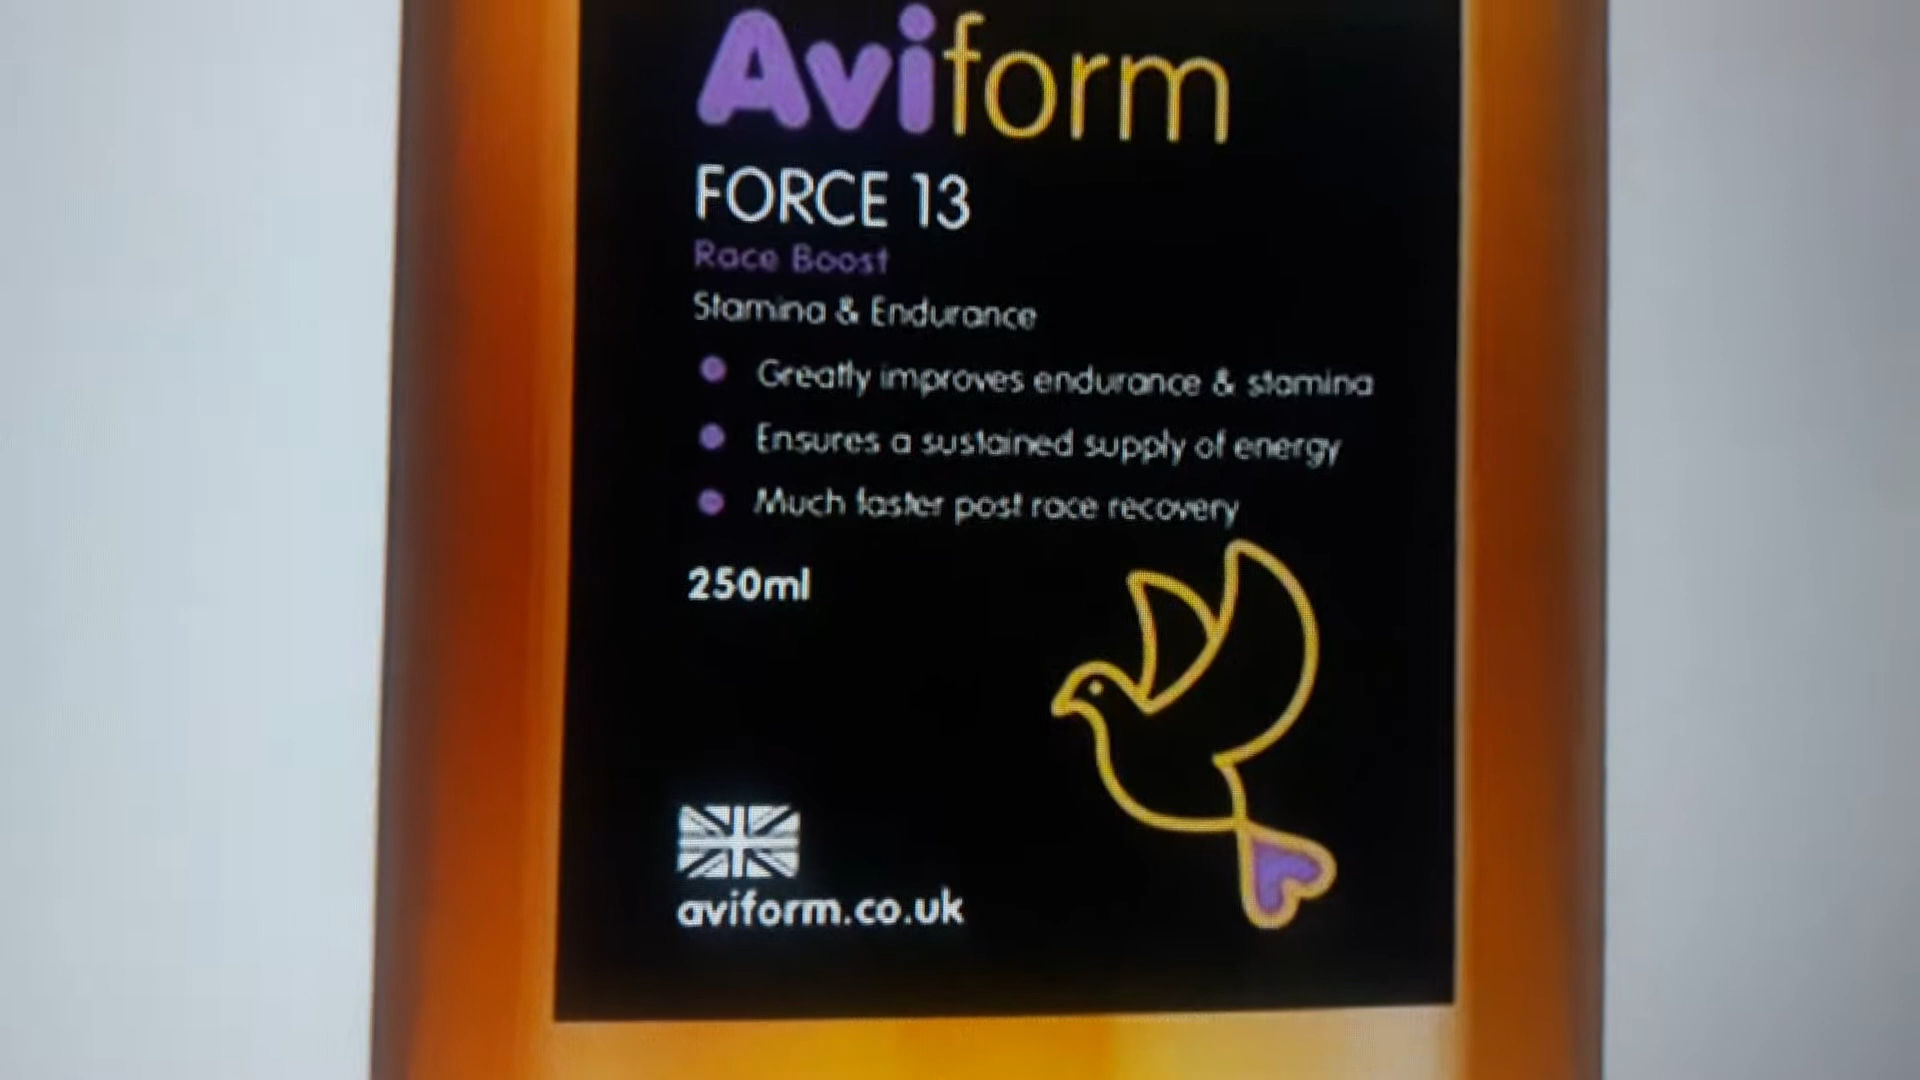 Aviform
FORCE 13
Race Boost
Stamina & Endurance
Greatly improves endurance & stamina
Ensures a sustained supply of energy
Much faster post race recovery
250ml
aviform.co.uk